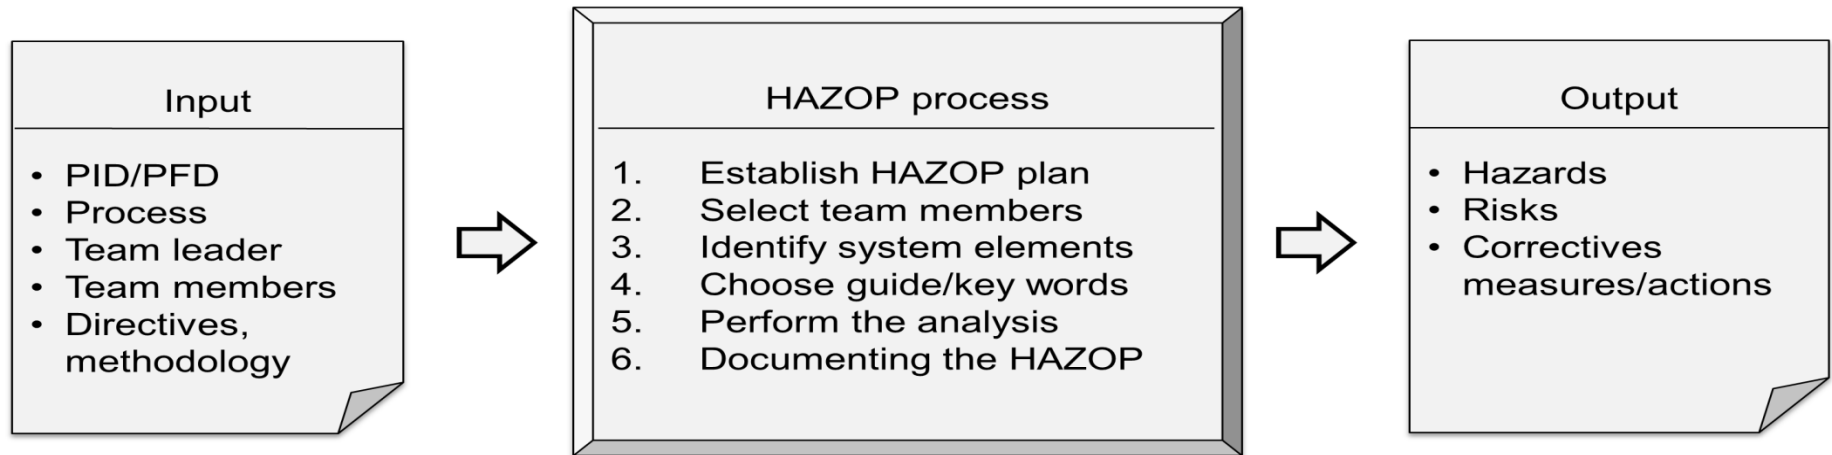 Input
• PID/PFD
• Process
• Team leader
• Team members
• Directives,
methodology
HAZOP process
1. Establish HAZOP plan
2. Select team members
3. Identify system elements
4. Choose guide/key words
5. Perform the analysis
6. Documenting the HAZOP
Output
• Hazards
• Risks
• Correctives
measures/actions